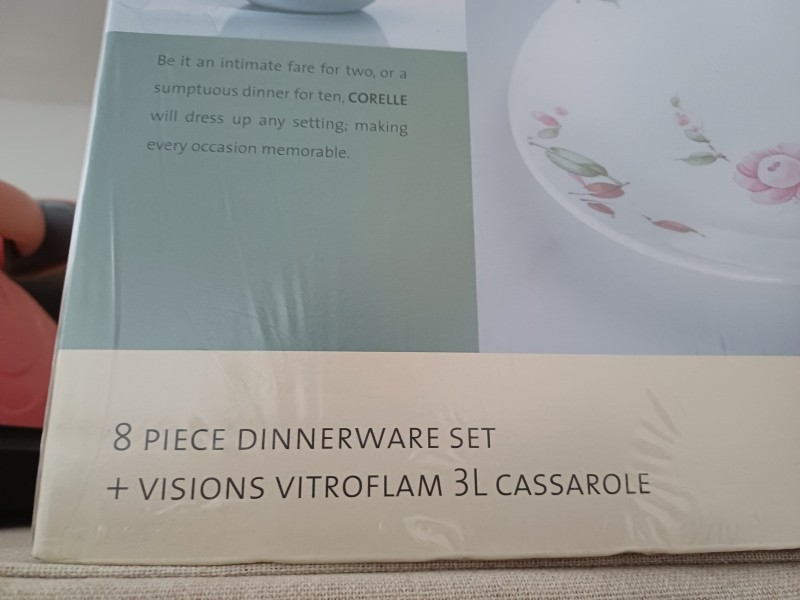 Be it an intimate fare for two, or a
sumptuous dinner for ten, CORELLE
will dress up any setting; making
every occasion memorable.
8 PIECE DINNERWARE SET
+ VISIONS VITROFLAM 3L CASSAROLE